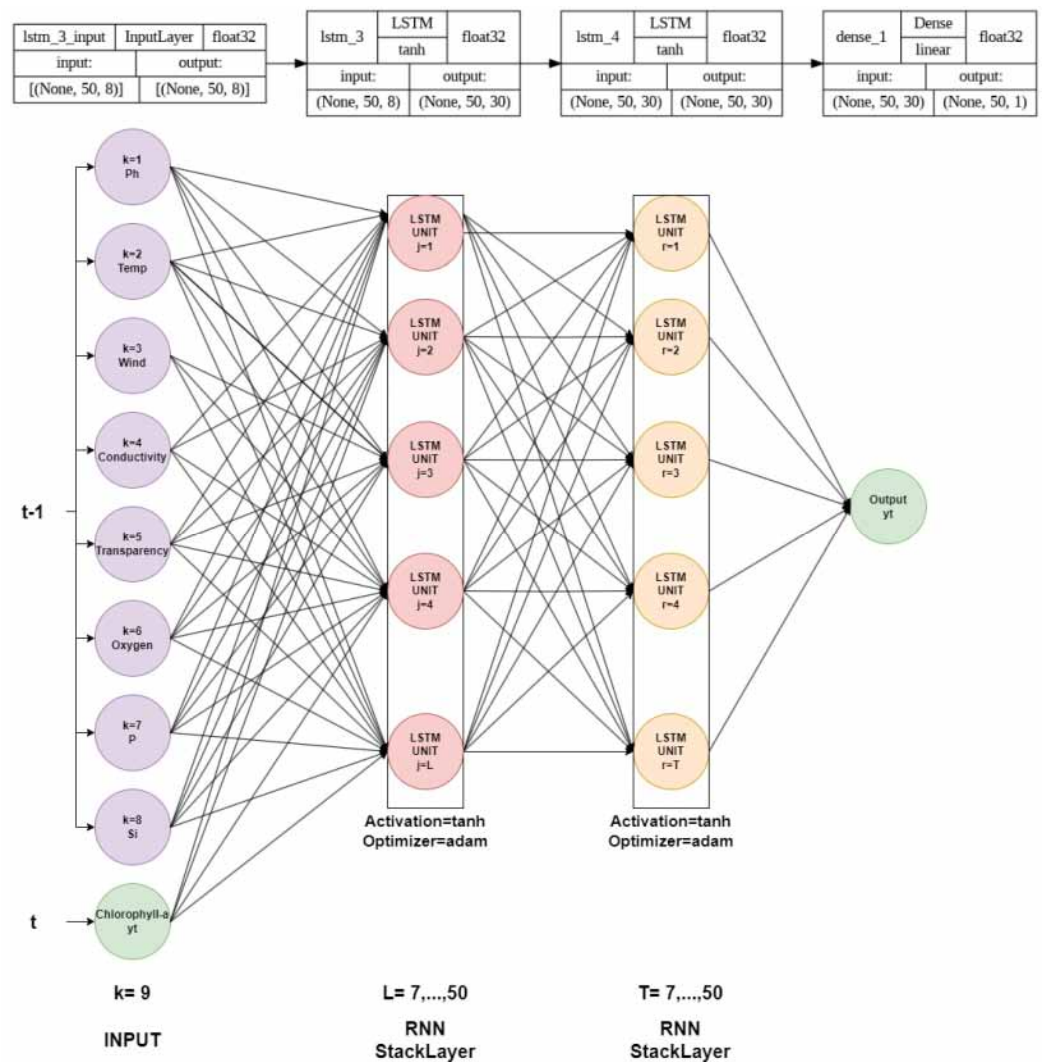 lstm_3_input InputLayer float32
input: output:
[(None, 50, 8)] [(None, 50, 8)]
lstm_3 LSTM float32
tanh
input: output:
(None, 50, 8) (None, 50, 30)
lstm_4 LSTM float32
tanh
input: output:
(None, 50, 30) (None, 50, 30)
dense_1 Dense float32
linear
input: output:
(None, 50, 30) (None, 50, 1)
t-1
k=1
Ph
k=2
Temp
k=3
Wind
k=4
Conductivity
k=5
Transparency
k=6
Oxygen
k=7
P
k=8
Si
t
Chlorophyll-a
yt
k= 9
INPUT
LSTM
UNIT
j=1
LSTM
UNIT
j=2
LSTM
UNIT
j=3
LSTM
UNIT
j=4
LSTM
UNIT
j=L
Activation=tanh
Optimizer=adam
L= 7,...,50
RNN
StackLayer
LSTM
UNIT
r=1
LSTM
UNIT
r=2
LSTM
UNIT
r=3
LSTM
UNIT
r=4
LSTM
UNIT
r=T
Activation=tanh
Optimizer=adam
T= 7,...,50
RNN
StackLayer
Output
yt